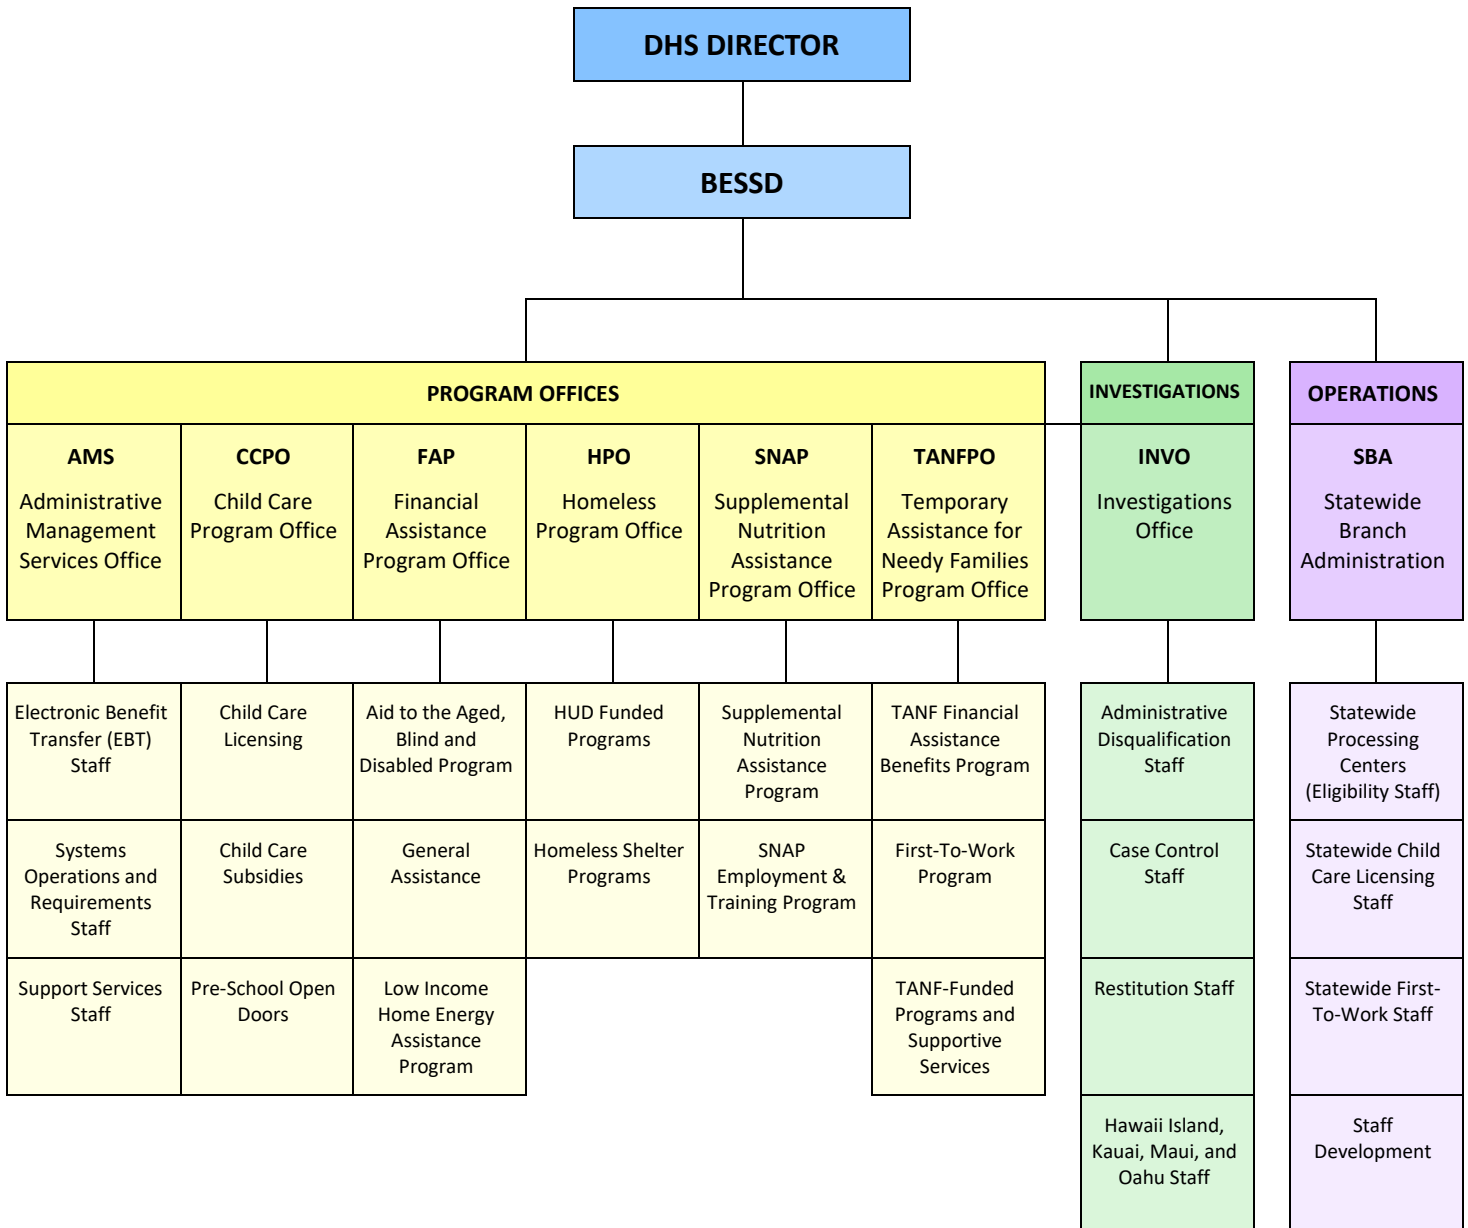 DHS DIRECTOR
BESSD
PROGRAM OFFICES
INVESTIGATIONS
OPERATIONS
AMS
Administrative
Management
Services Office
CCPO
Child Care
Program Office
FAP
Financial
Assistance
Program Office
HPO
Homeless
Program Office
SNAP
Supplemental
Nutrition
Assistance
Program Office
TANFPO
Temporary
Assistance for
Needy Families
Program Office
INVO
Investigations
Office
SBA
Statewide
Branch
Administration
Electronic Benefit
Transfer (EBT)
Staff
Child Care
Licensing
Aid to the Aged,
Blind and
Disabled Program
HUD Funded
Programs
Supplemental
Nutrition
Assistance
Program
TANF Financial
Assistance
Benefits Program
Administrative
Disqualification
Staff
Statewide
Processing
Centers
(Eligibility Staff)
Systems
Operations and
Requirements
Staff
Child Care
Subsidies
General
Assistance
Homeless Shelter
Programs
SNAP
Employment &
Training Program
First-To-Work
Program
Case Control
Staff
Statewide Child
Care Licensing
Staff
Support Services
Staff
Pre-School Open
Doors
Low Income
Home Energy
Assistance
Program
TANF-Funded
Programs and
Supportive
Services
Restitution Staff
Statewide First-
To-Work Staff
Hawaii Island,
Kauai, Maui, and
Oahu Staff
Staff
Development